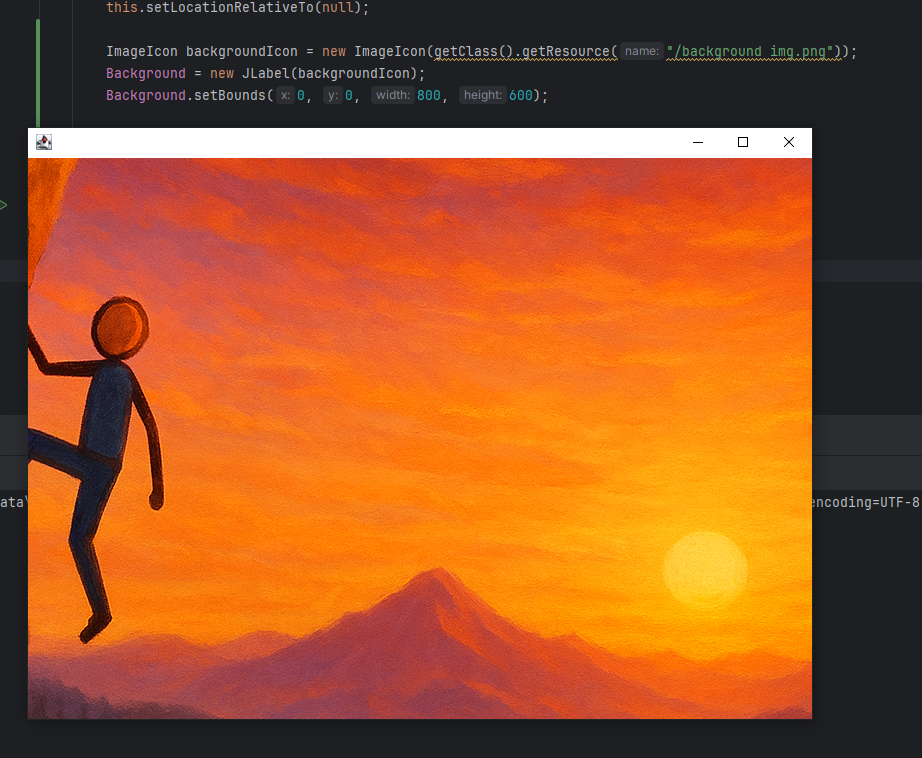 this.setLocationRelativeTo(null);
ImageIcon backgroundIcon = new ImageIcon(getClass().getResource( name: "/background img.png"));
Background = new JLabel(backgroundIcon);
Background.setBounds( x: 0, y: 0, width: 800, height: 600);
ata\
encoding=UTF-8